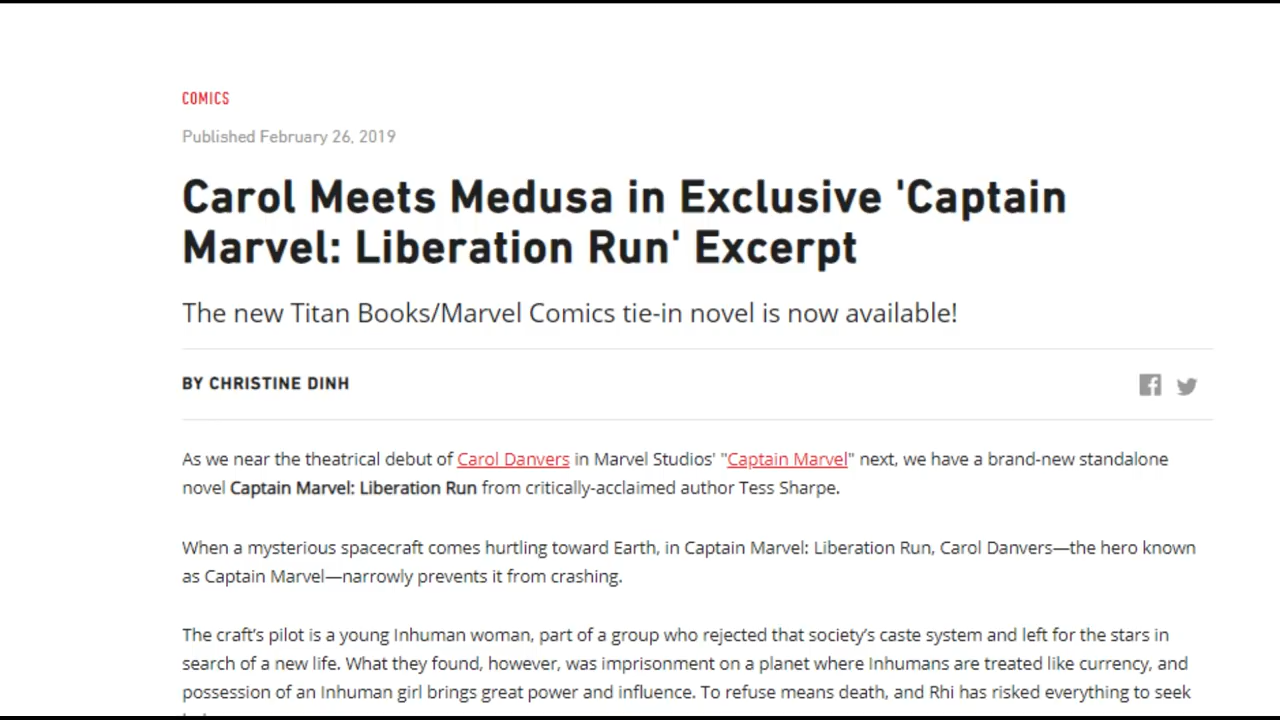 COMICS
Published February 26, 2019
Carol Meets Medusa in Exclusive 'Captain
Marvel: Liberation Run' Excerpt
The new Titan Books/Marvel Comics tie-in novel is now available!
BY CHRISTINE DINH
As we near the theatrical debut of Carol Danvers in Marvel Studios' "Captain Marvel" next, we have a brand-new standalone
novel Captain Marvel: Liberation Run from critically-acclaimed author Tess Sharpe.
When a mysterious spacecraft comes hurtling toward Earth, in Captain Marvel: Liberation Run, Carol Danvers—the hero known
as Captain Marvel—narrowly prevents it from crashing.
The craft's pilot is a young Inhuman woman, part of a group who rejected that society's caste system and left for the stars in
search of a new life. What they found, however, was imprisonment on a planet where Inhumans are treated like currency, and
possession of an Inhuman girl brings great power and influence. To refuse means death, and Rhi has risked everything to seek